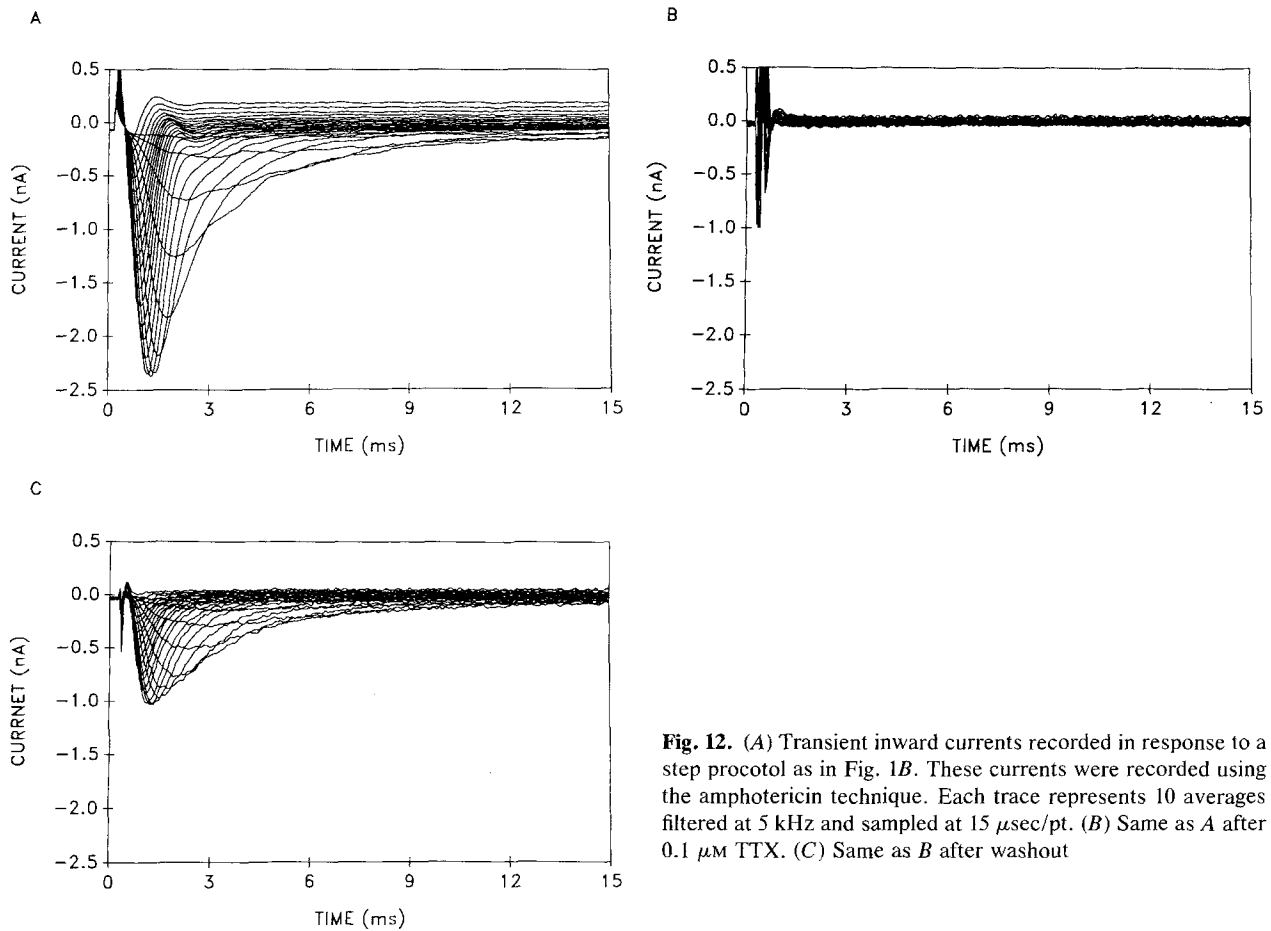 A
0.5
0.0
−0.5
−1.0
−1.5
−2.0
−2.5
CURRENT (nA)
0 3 6 9 12 15
TIME (ms)
B
0.5
0.0
−0.5
−1.0
−1.5
−2.0
−2.5
CURRENT (nA)
0 3 6 9 12 15
TIME (ms)
C
0.5
0.0
−0.5
−1.0
−1.5
−2.0
−2.5
CURRNET (nA)
0 3 6 9 12 15
TIME (ms)
Fig. 12. (A) Transient inward currents recorded in response to a
step procotol as in Fig. 1B. These currents were recorded using
the amphotericin technique. Each trace represents 10 averages
filtered at 5 kHz and sampled at 15 μsec/pt. (B) Same as A after
0.1 μM TTX. (C) Same as B after washout